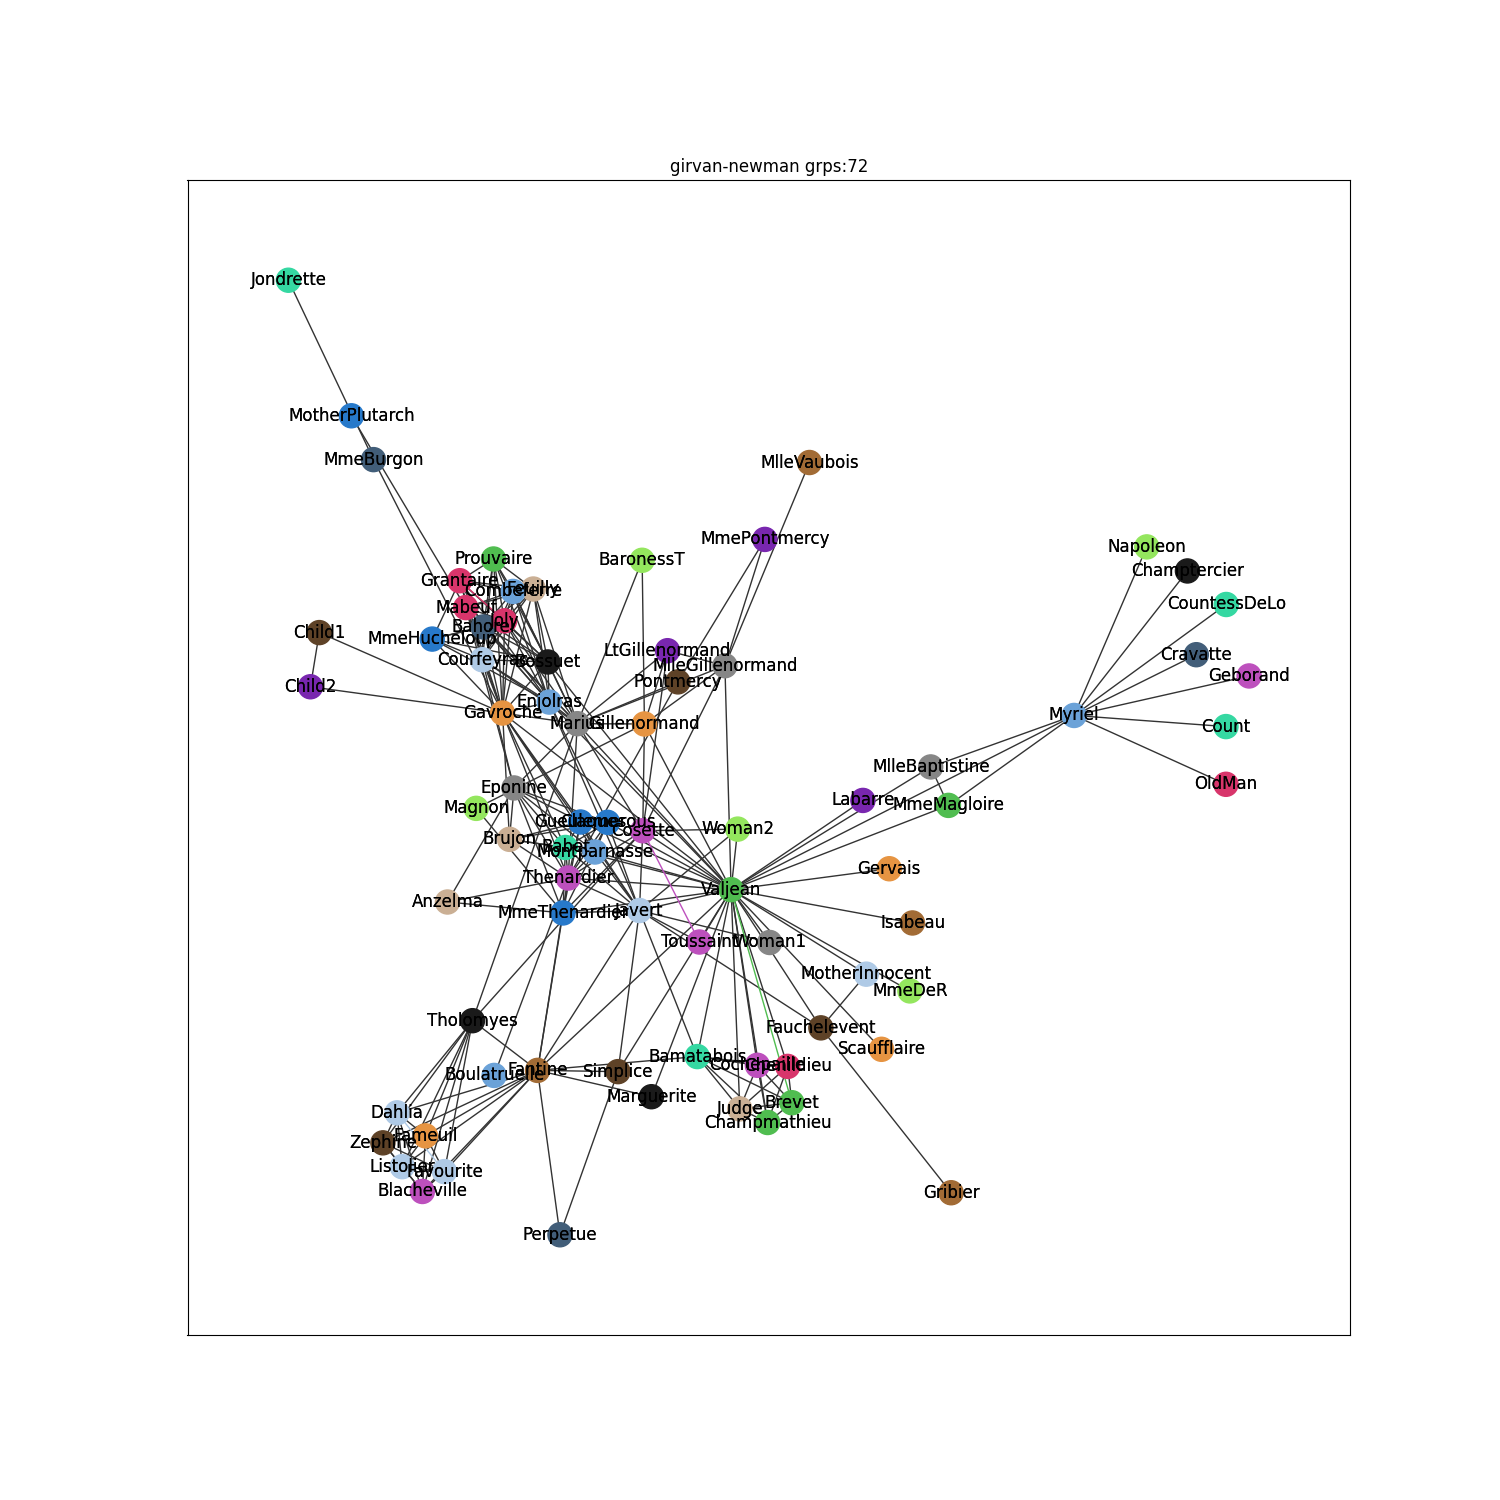 girvan-newman grps:72
Jondrette
MotherPlutarch
MmeBurgon
MlleVaubois
MmePontmercy
Napoleon
Prouvaire
BaronessT
Champtercier
Grantaire
Combeferre
Feuilly
CountessDeLo
Mabeuf
Joly
Bahorel
Child1
MmeHucheloup
LtGillenormand
Cravatte
Courfeyrac
Bossuet
MlleGillenormand
Geborand
Child2
Pontmercy
Enjolras
Gavroche
Marius
Gillenormand
Myriel
Count
MlleBaptistine
OldMan
Eponine
Magnon
Labarre
MmeMagloire
Gueulemer
Claquesous
Cosette
Woman2
Brujon
Babet
Montparnasse
Gervais
Thenardier
Valjean
Anzelma
MmeThenardier
Javert
Isabeau
Toussaint
Woman1
MotherInnocent
MmeDeR
Tholomyes
Fauchelevent
Scaufflaire
Bamatabois
Cochepaille
Chenildieu
Boulatruelle
Fantine
Simplice
Marguerite
Judge
Brevet
Dahlia
Champmathieu
Zephine
Fameuil
Listolier
Favourite
Blacheville
Gribier
Perpetue